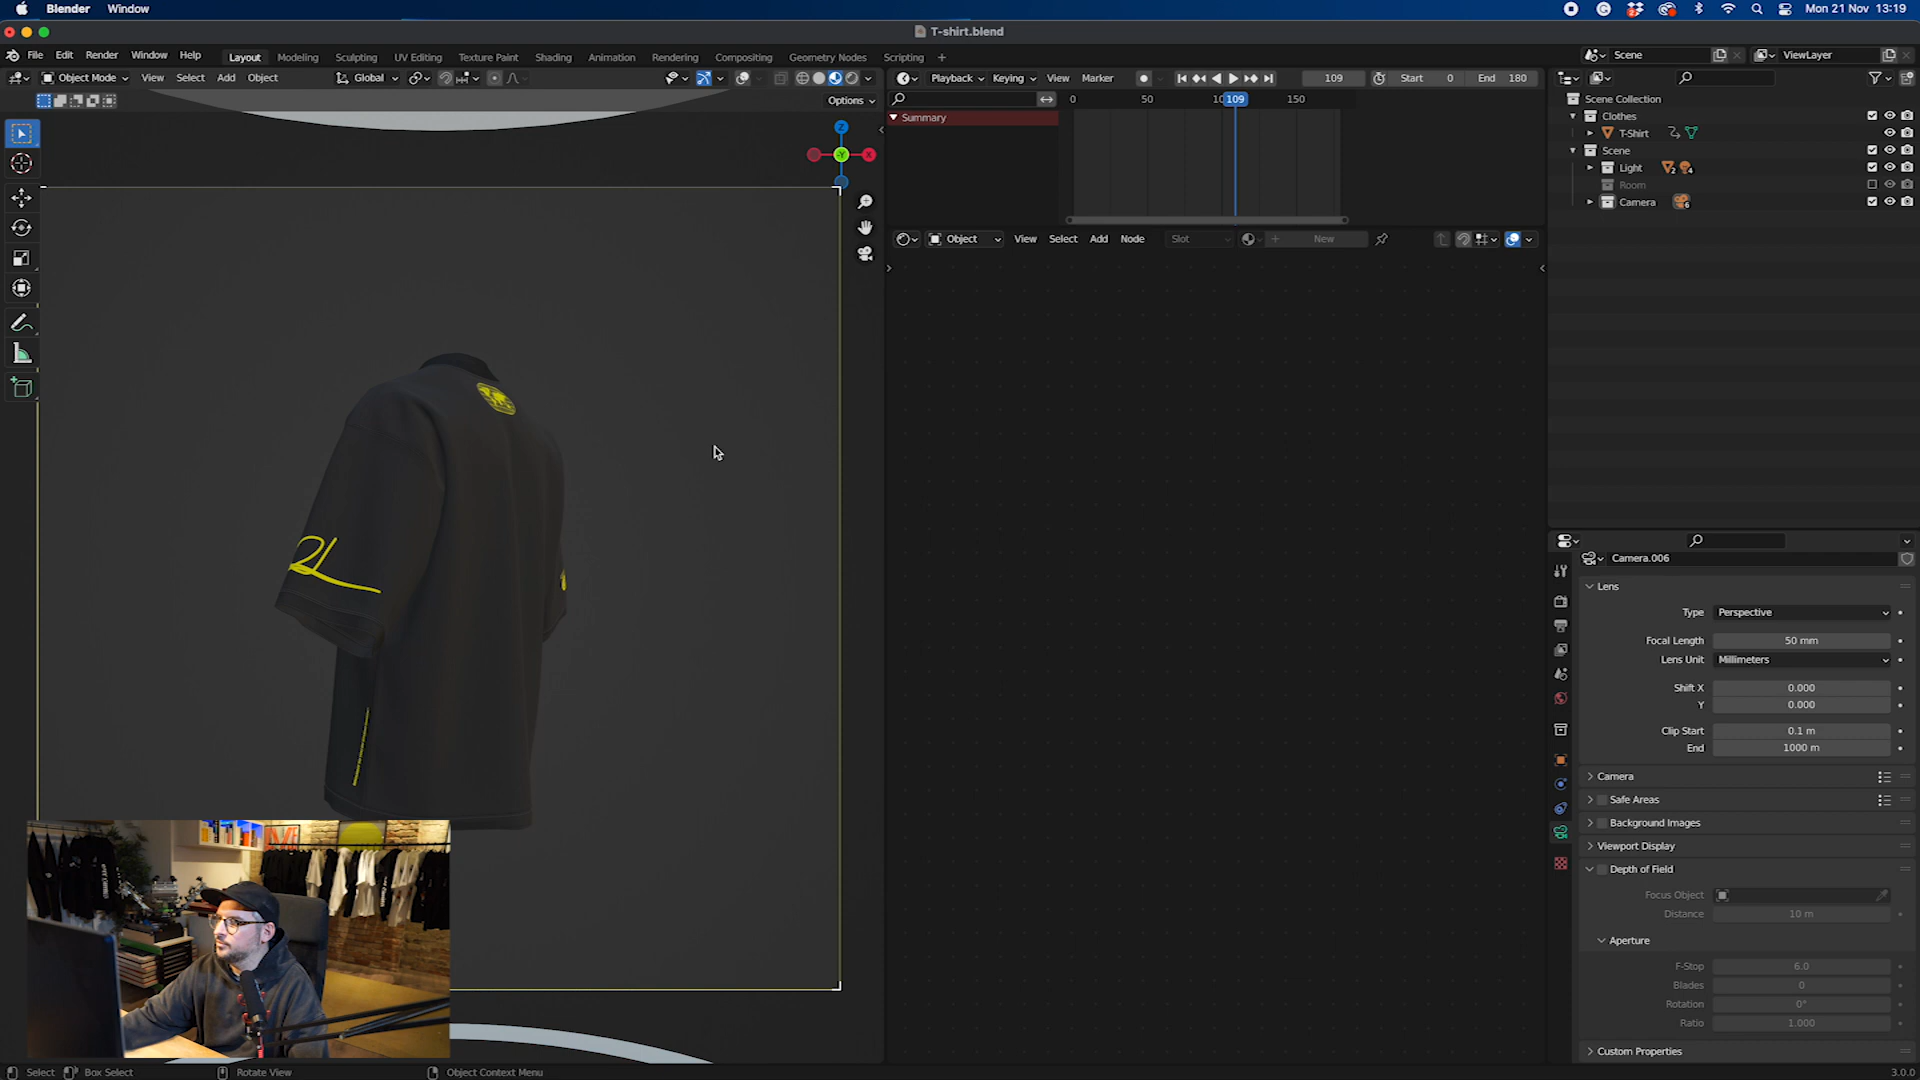 Blender Window
Mon 21 Nov 13:19
T-shirt.blend
File Edit Render Window Help Layout Modeling Sculpting UV Editing Texture Paint Shading Animation Rendering Compositing Geometry Nodes Scripting +
Scene ViewLayer
Object Mode View Select Add Object Global
Playback Keying View Marker 109 Start 0 End 180
Options
0 50 109 150
Summary
Scene Collection
Clothes
T-Shirt
Scene
Light 2 4
Room
Camera 6
Z
Y X
Object View Select Add Node Slot New
Camera.006
Lens
Type Perspective
Focal Length 50 mm
Lens Unit Millimeters
Shift X 0.000
Y 0.000
Clip Start 0.1 m
End 1000 m
Camera
Safe Areas
Background Images
Viewport Display
Depth of Field
Focus Object
Distance 10 m
Aperture
F-Stop 6.0
Blades 0
Rotation 0°
Ratio 1.000
Custom Properties
Select Box Select Rotate View Object Context Menu
3.0.0